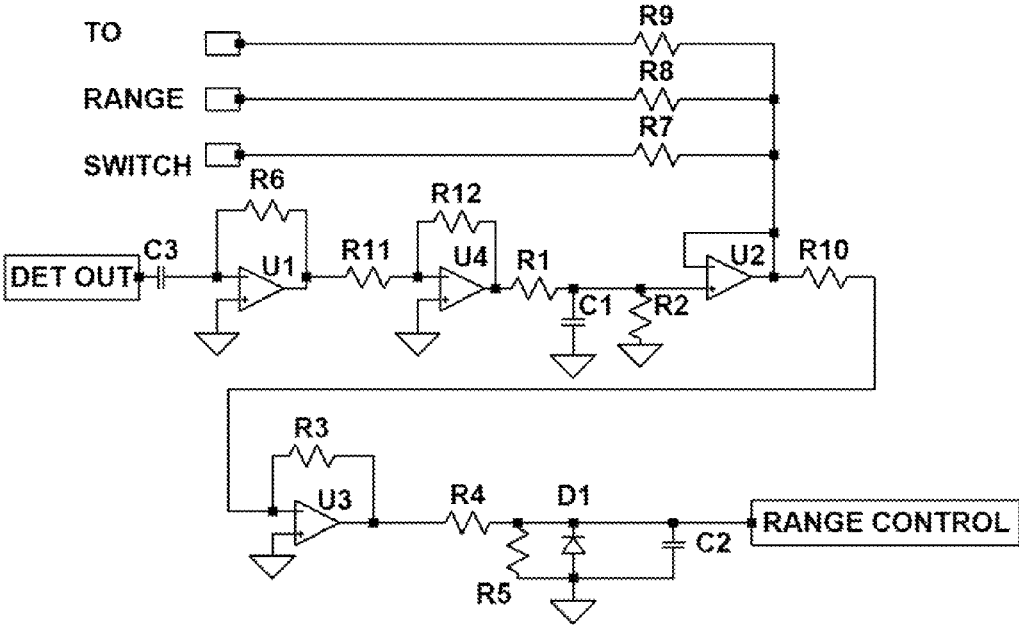 TO
R9
RANGE
R8
SWITCH
R7
R6
R12
DET OUT
C3
U1
R11
U4
R1
C1
R2
U2
R10
R3
U3
R4
D1
R5
C2
RANGE CONTROL